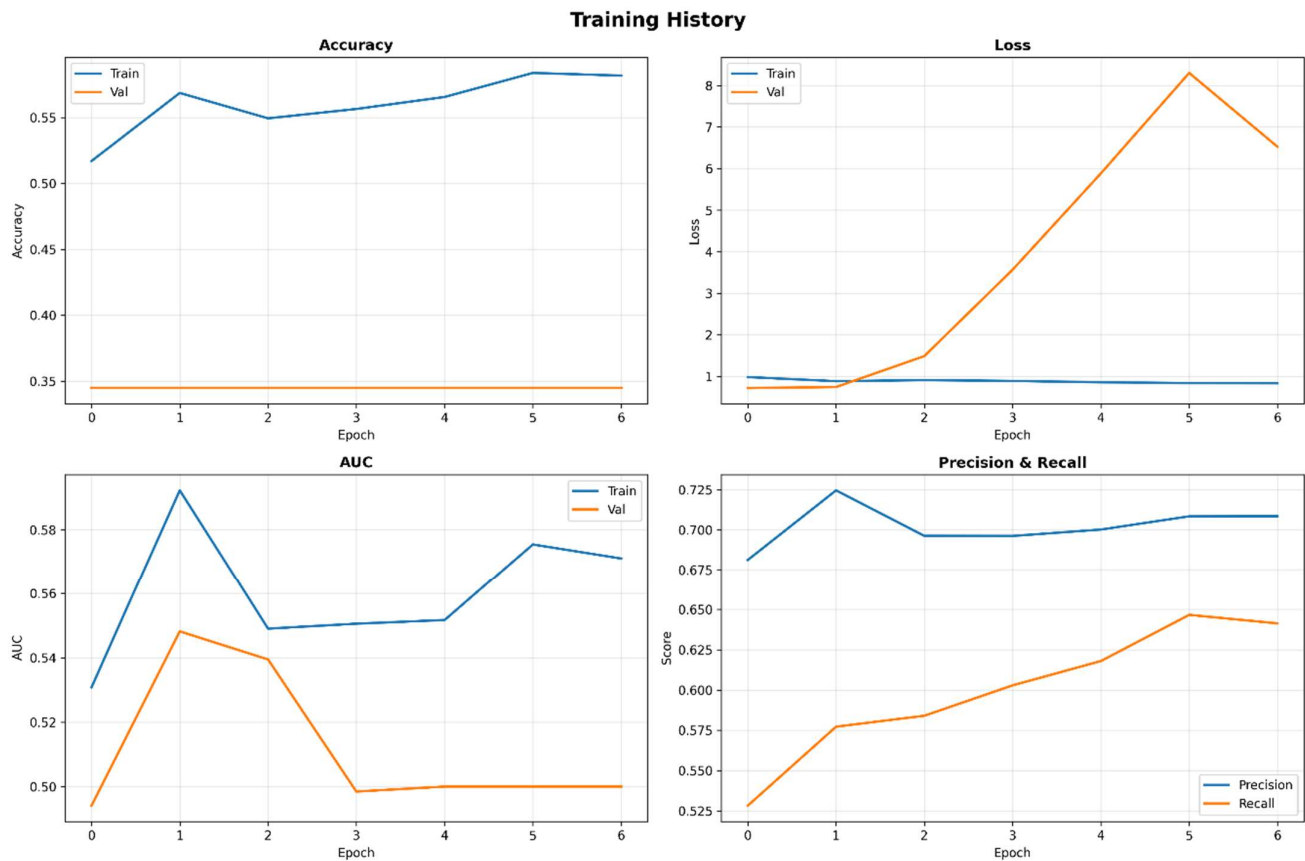 Training History
Accuracy
Train
Val
0.55
0.50
0.45
0.40
0.35
Accuracy
0 1 2 3 4 5 6
Epoch
Loss
Train
Val
8
7
6
5
4
3
2
1
Loss
0 1 2 3 4 5 6
Epoch
AUC
Train
Val
0.58
0.56
0.54
0.52
0.50
AUC
0 1 2 3 4 5 6
Epoch
Precision & Recall
0.725
0.700
0.675
0.650
0.625
0.600
0.575
0.550
0.525
Score
Precision
Recall
0 1 2 3 4 5 6
Epoch